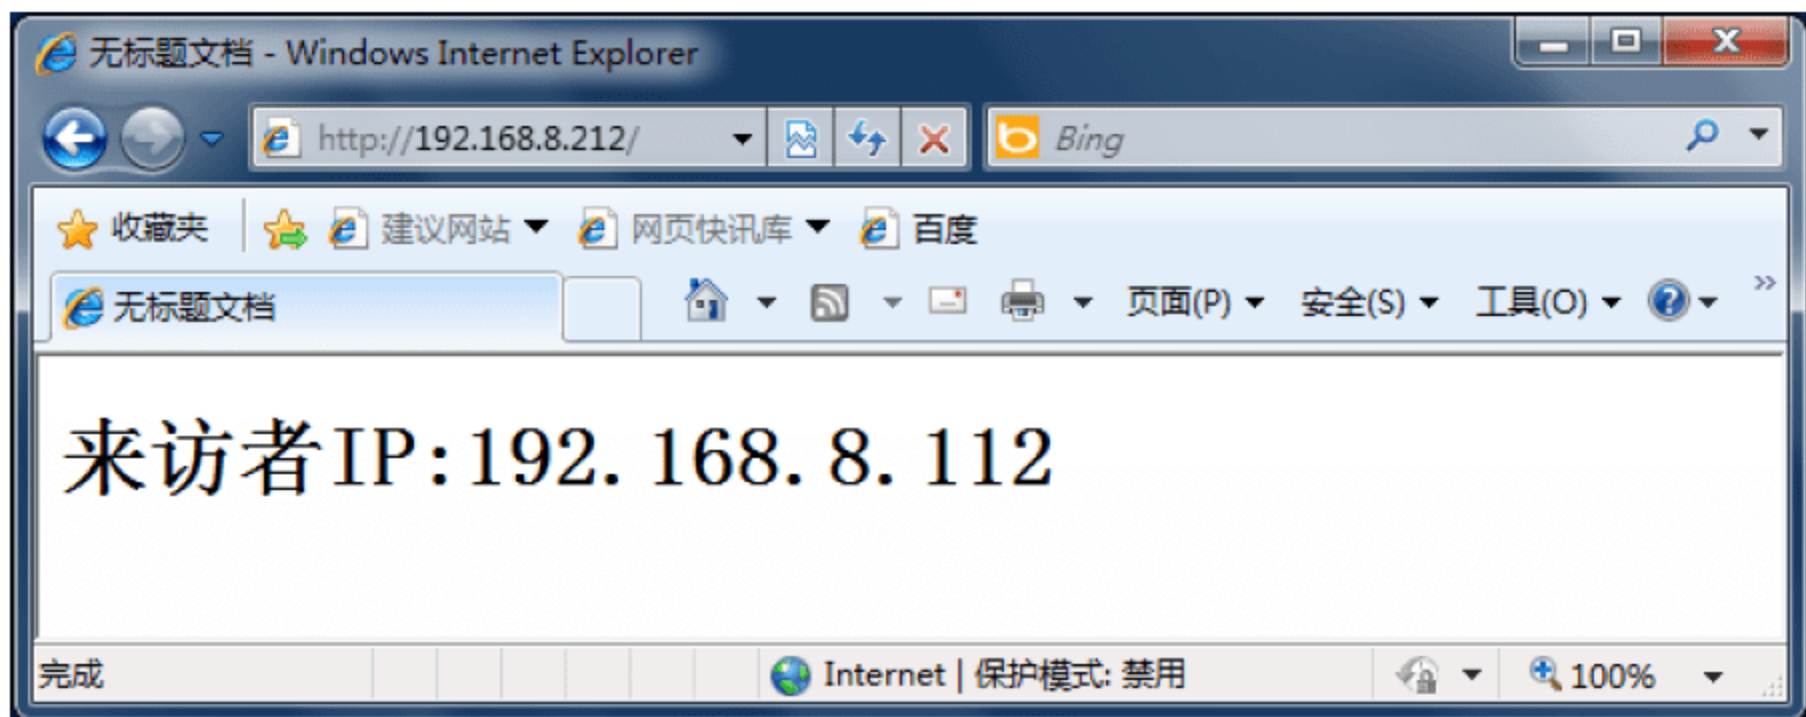 无标题文档 - Windows Internet Explorer
http://192.168.8.212/ Bing
收藏夹 建议网站 网页快讯库 百度
无标题文档 页面(P) 安全(S) 工具(O)
来访者IP:192.168.8.112
完成 Internet | 保护模式: 禁用 100%